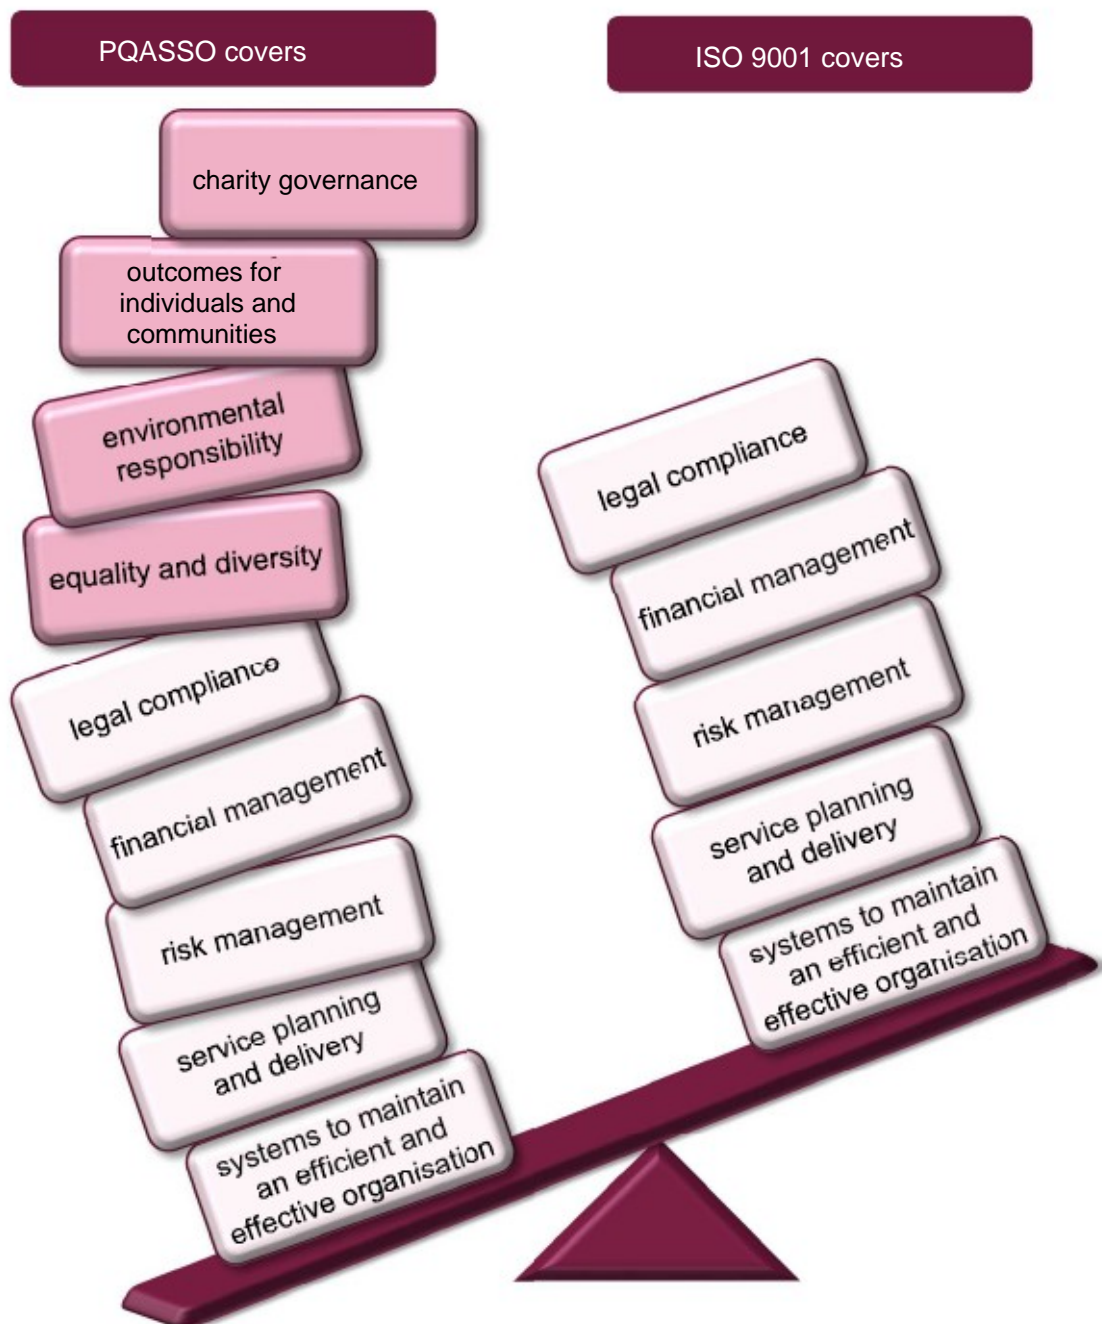 PQASSO covers
ISO 9001 covers
charity governance
outcomes for
individuals and
communities
environmental
responsibility
equality and diversity
legal compliance
financial management
risk management
service planning
and delivery
systems to maintain
an efficient and
effective organisation
legal compliance
financial management
risk management
service planning
and delivery
systems to maintain
an efficient and
effective organisation